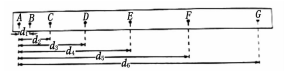 A B C D E F G
d₁
d₂
d₃
d₄
d₅
d₆